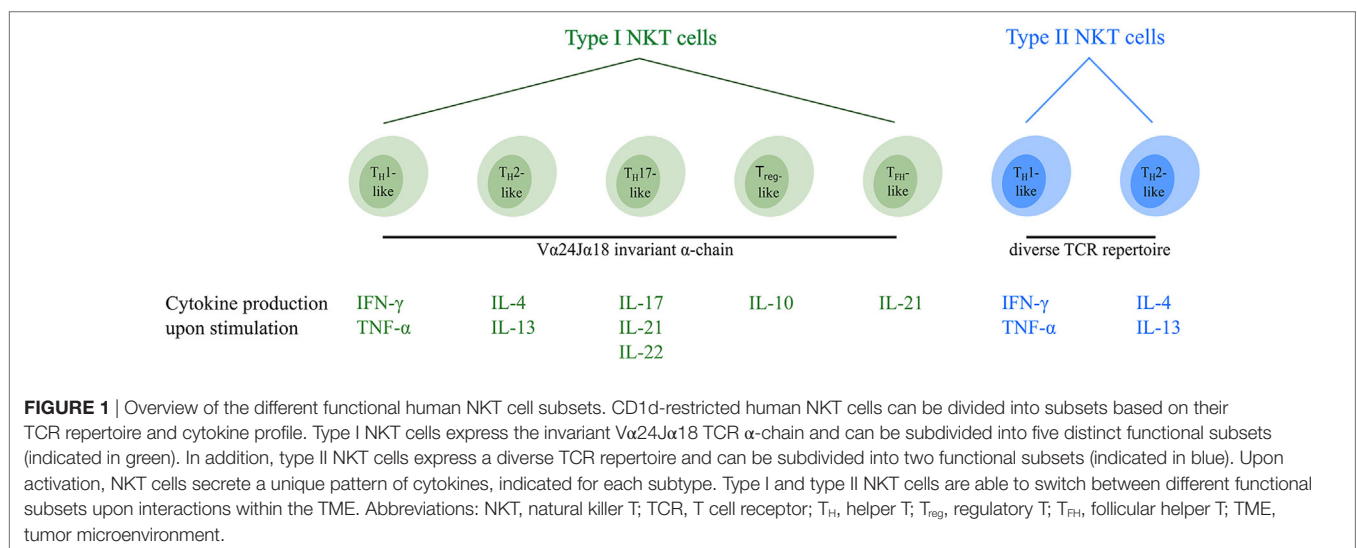 Type I NKT cells
Type II NKT cells
TH1-
like
TH2-
like
TH17-
like
Treg-
like
TFH-
like
TH1-
like
TH2-
like
Vα24Jα18 invariant α-chain
diverse TCR repertoire
Cytokine production
upon stimulation
IFN-γ
TNF-α
IL-4
IL-13
IL-17
IL-21
IL-22
IL-10
IL-21
IFN-γ
TNF-α
IL-4
IL-13
FIGURE 1 | Overview of the different functional human NKT cell subsets. CD1d-restricted human NKT cells can be divided into subsets based on their
TCR repertoire and cytokine profile. Type I NKT cells express the invariant Vα24Jα18 TCR α-chain and can be subdivided into five distinct functional subsets
(indicated in green). In addition, type II NKT cells express a diverse TCR repertoire and can be subdivided into two functional subsets (indicated in blue). Upon
activation, NKT cells secrete a unique pattern of cytokines, indicated for each subtype. Type I and type II NKT cells are able to switch between different functional
subsets upon interactions within the TME. Abbreviations: NKT, natural killer T; TCR, T cell receptor; TH, helper T; Treg, regulatory T; TFH, follicular helper T; TME,
tumor microenvironment.